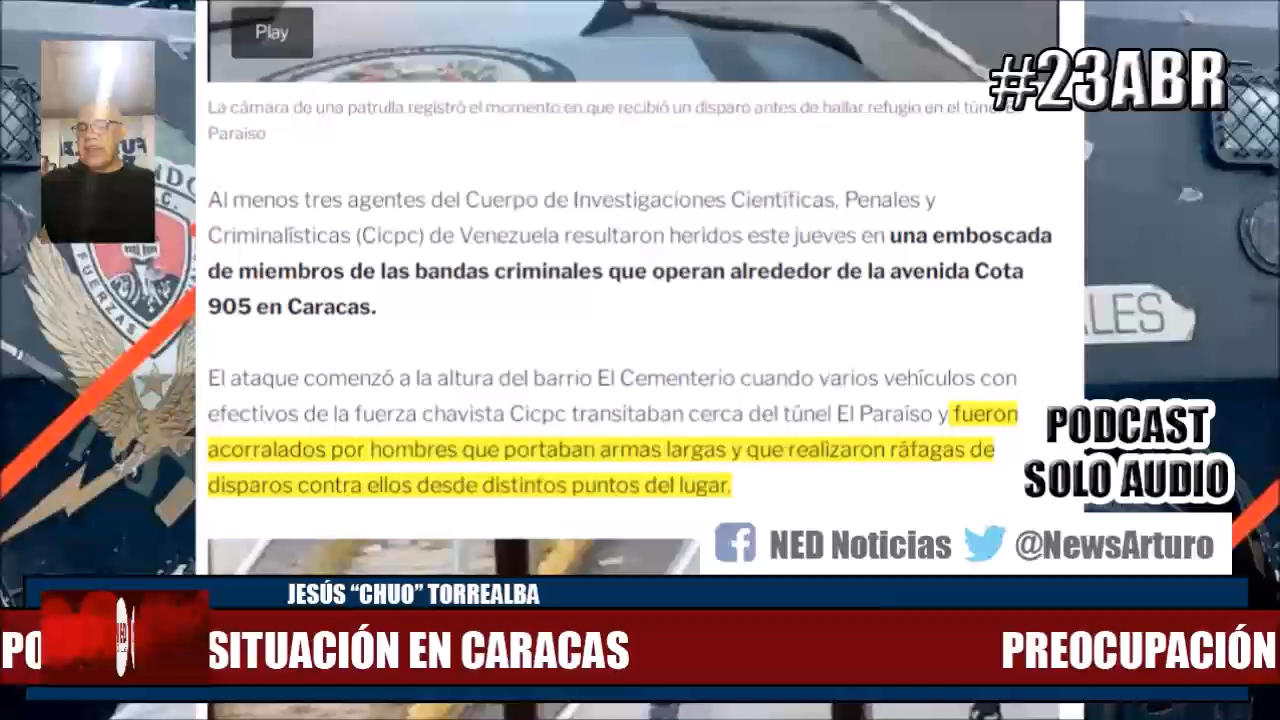 Play
#23ABR
La cámara de una patrulla registró el momento en que recibió un disparo antes de hallar refugio en el túnel El
Paraiso
Al menos tres agentes del Cuerpo de Investigaciones Científicas, Penales y
Criminalísticas (Cicpc) de Venezuela resultaron heridos este jueves en una emboscada
de miembros de las bandas criminales que operan alrededor de la avenida Cota
905 en Caracas.
El ataque comenzó a la altura del barrio El Cementerio cuando varios vehículos con
efectivos de la fuerza chavista Cicpc transitaban cerca del túnel El Paraíso y fueron
acorralados por hombres que portaban armas largas y que realizaron ráfagas de
disparos contra ellos desde distintos puntos del lugar.
FUERZAS
LES
PODCAST
SOLO AUDIO
NED Noticias @NewsArturo
JESÚS “CHUO” TORREALBA
PO SITUACIÓN EN CARACAS PREOCUPACIÓN